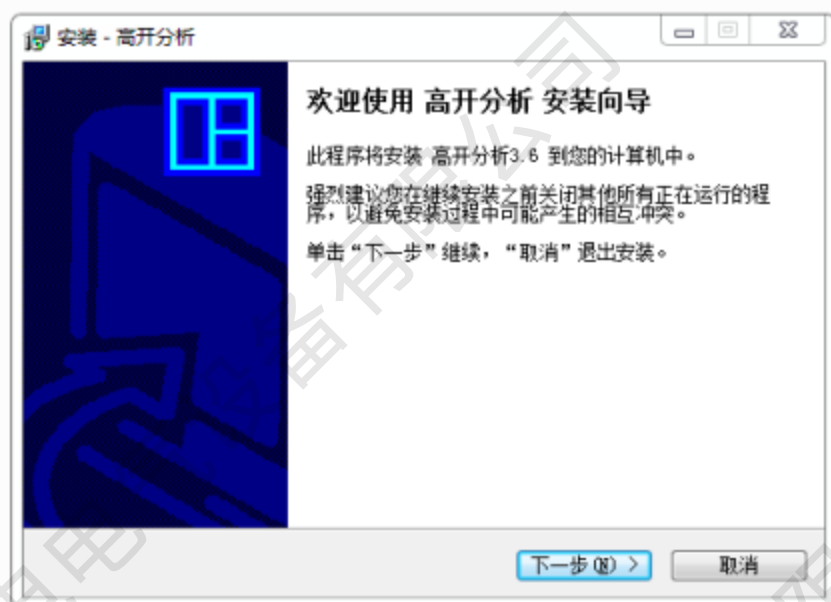 安装 - 高开分析
欢迎使用 高开分析 安装向导
此程序将安装 高开分析3.6 到您的计算机中。
强烈建议您在继续安装之前关闭其他所有正在运行的程
序，以避免安装过程中可能产生的相互冲突。
单击“下一步”继续，“取消”退出安装。
下一步(N) >
取消
备有限公司